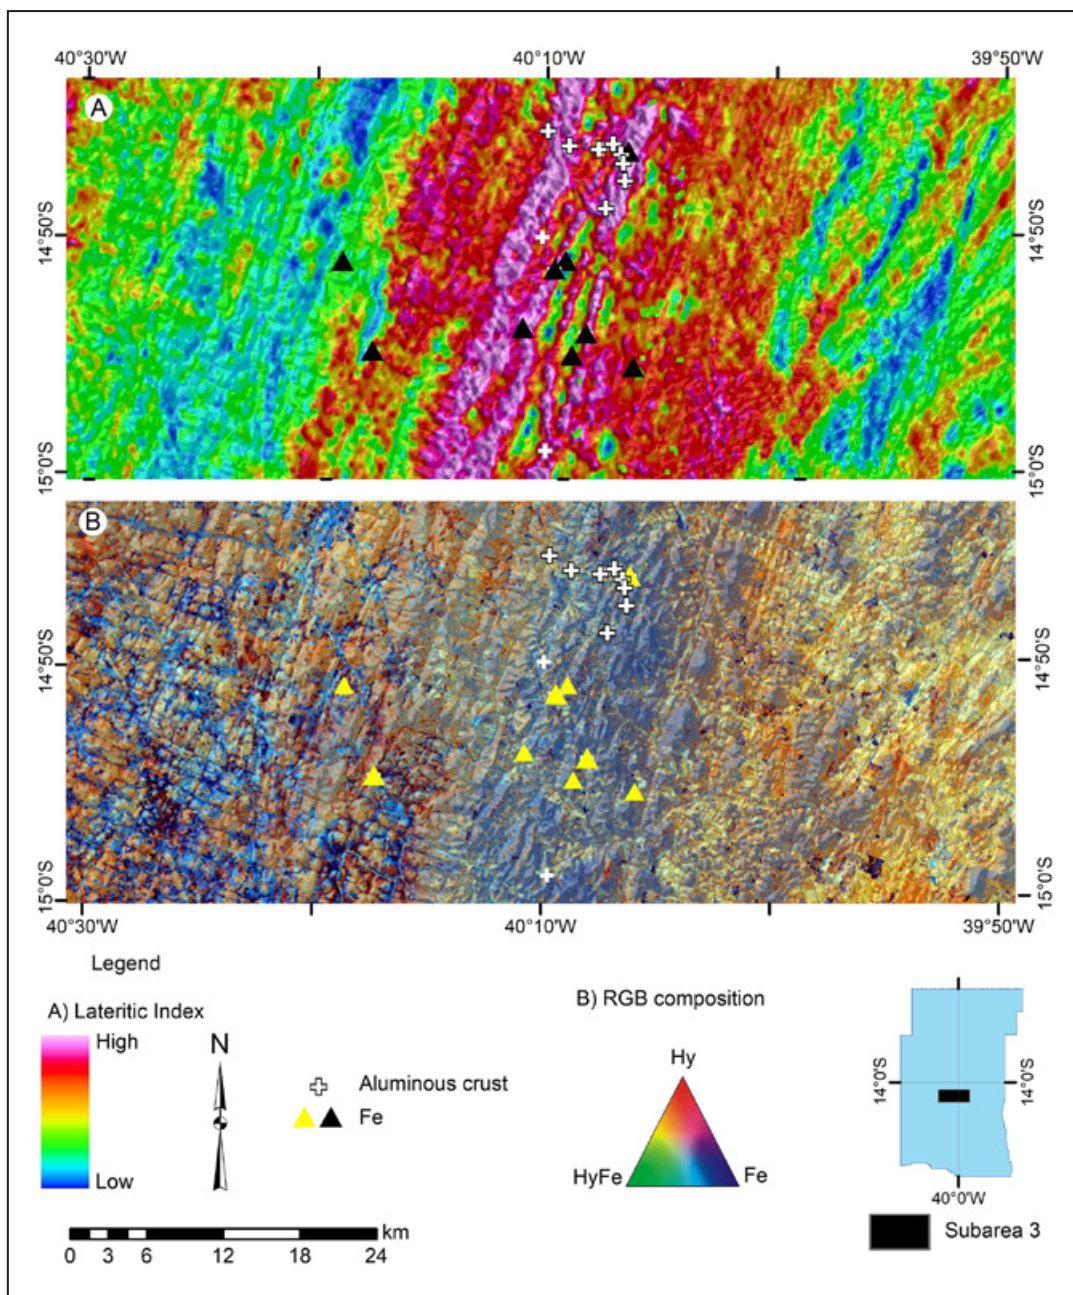 40°30'W 40°10'W 39°50'W
A
14°50'S 14°50'S
15°0'S 15°0'S
B
14°50'S 14°50'S
15°0'S 15°0'S
40°30'W 40°10'W 39°50'W
Legend
A) Lateritic Index
High
Low
N
Aluminous crust
Fe
B) RGB composition
Hy
HyFe Fe
14°0'S 14°0'S
40°0'W
Subarea 3
km
0 3 6 12 18 24